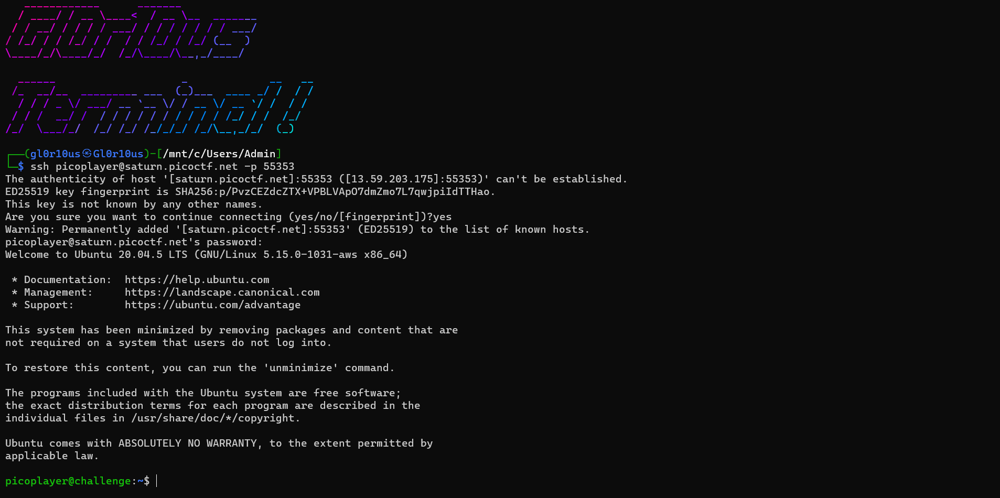 ____________      _______
  / ____/ / __ \____<  / __ \__  _______
 / / __/ / / / / ___/ / / / / / / / ___/
/ /_/ / / /_/ / /  / / /_/ / /_/ (__  )
\____/_/\____/_/  /_/\____/\__,_/____/

  ______                    _             __   __
 /_  __/__  _________ ___  (_)___  ____ _/ /  / /
  / / / _ \/ ___/ __ `__ \/ / __ \/ __ `/ /  / /
 / / /  __/ /  / / / / / / / / / / /_/ / /  /_/
/_/  \___/_/  /_/ /_/ /_/_/_/ /_/\__,_/_/  (_)

┌──(gl0r10us㉿Gl0r10us)-[/mnt/c/Users/Admin]
└─$ ssh picoplayer@saturn.picoctf.net -p 55353
The authenticity of host '[saturn.picoctf.net]:55353 ([13.59.203.175]:55353)' can't be established.
ED25519 key fingerprint is SHA256:p/PvzCEZdcZTX+VPBLVApO7dmZmo7L7qwjpiIdTTHao.
This key is not known by any other names.
Are you sure you want to continue connecting (yes/no/[fingerprint])?yes
Warning: Permanently added '[saturn.picoctf.net]:55353' (ED25519) to the list of known hosts.
picoplayer@saturn.picoctf.net's password:
Welcome to Ubuntu 20.04.5 LTS (GNU/Linux 5.15.0-1031-aws x86_64)

 * Documentation:  https://help.ubuntu.com
 * Management:     https://landscape.canonical.com
 * Support:        https://ubuntu.com/advantage

This system has been minimized by removing packages and content that are
not required on a system that users do not log into.

To restore this content, you can run the 'unminimize' command.

The programs included with the Ubuntu system are free software;
the exact distribution terms for each program are described in the
individual files in /usr/share/doc/*/copyright.

Ubuntu comes with ABSOLUTELY NO WARRANTY, to the extent permitted by
applicable law.

picoplayer@challenge:~$